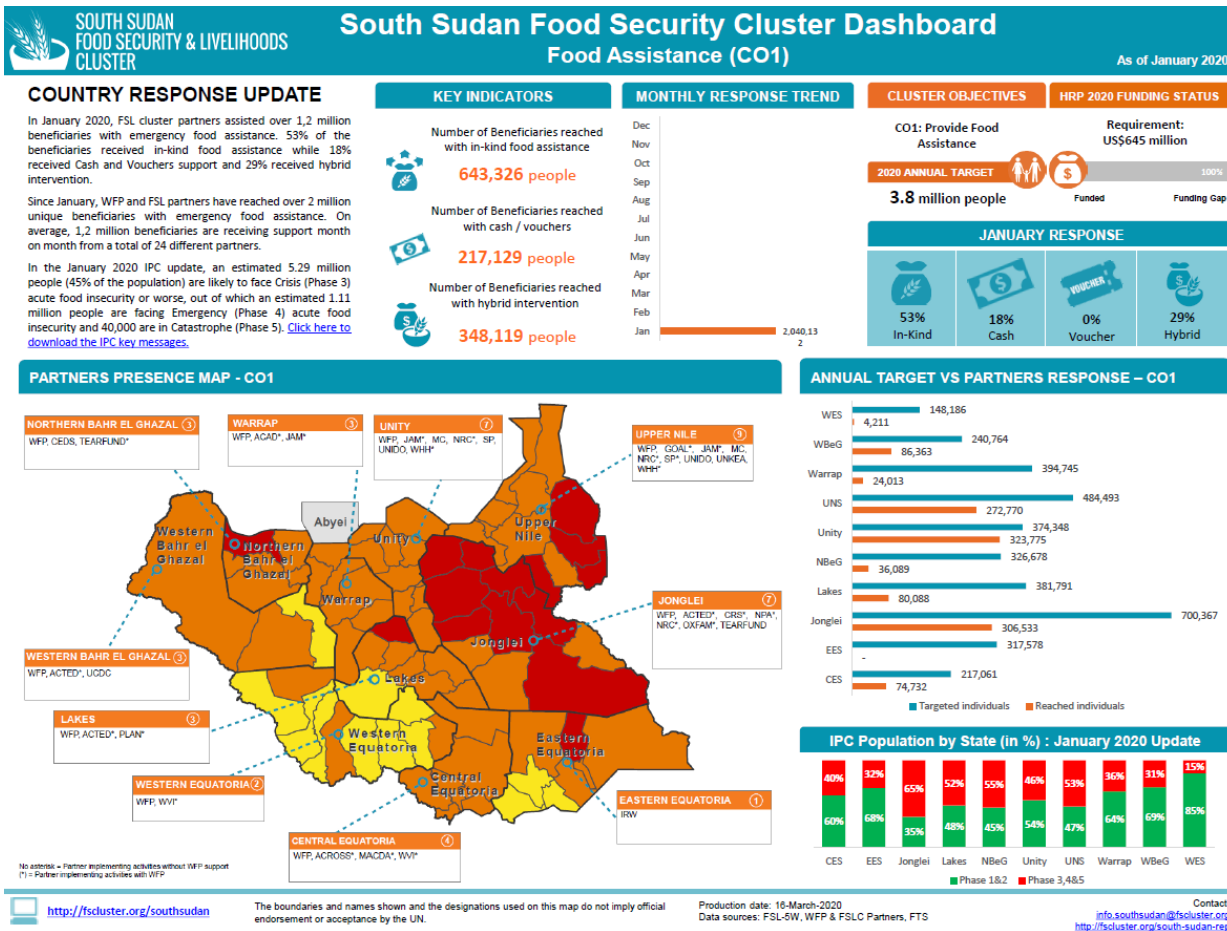 SOUTH SUDAN
FOOD SECURITY & LIVELIHOODS
CLUSTER
South Sudan Food Security Cluster Dashboard
Food Assistance (CO1)
As of January 2020
COUNTRY RESPONSE UPDATE
In January 2020, FSL cluster partners assisted over 1,2 million
beneficiaries with emergency food assistance. 53% of the
beneficiaries received in-kind food assistance while 18%
received Cash and Vouchers support and 29% received hybrid
intervention.
Since January, WFP and FSL partners have reached over 2 million
unique beneficiaries with emergency food assistance. On
average, 1,2 million beneficiaries are receiving support month
on month from a total of 24 different partners.
In the January 2020 IPC update, an estimated 5.29 million
people (45% of the population) are likely to face Crisis (Phase 3)
acute food insecurity or worse, out of which an estimated 1.11
million people are facing Emergency (Phase 4) acute food
insecurity and 40,000 are in Catastrophe (Phase 5). Click here to
download the IPC key messages.
KEY INDICATORS
Number of Beneficiaries reached
with in-kind food assistance
643,326 people
Number of Beneficiaries reached
with cash / vouchers
217,129 people
Number of Beneficiaries reached
with hybrid intervention
348,119 people
MONTHLY RESPONSE TREND
Dec
Nov
Oct
Sep
Aug
Jul
Jun
May
Apr
Mar
Feb
Jan
2,040,13
2
CLUSTER OBJECTIVES
CO1: Provide Food
Assistance
2020 ANNUAL TARGET
3.8 million people
HRP 2020 FUNDING STATUS
Requirement:
US$645 million
100%
Funded
Funding Gap
JANUARY RESPONSE
VOUCHER
53%
In-Kind
18%
Cash
0%
Voucher
29%
Hybrid
PARTNERS PRESENCE MAP - CO1
NORTHERN BAHR EL GHAZAL 3
WFP, CEDS, TEARFUND*
WARRAP 3
WFP, ACAD*, JAM*
UNITY 7
WFP, JAM*, MC, NRC*, SP,
UNIDO, WHH*
UPPER NILE 9
WFP, GOAL*, JAM*, MC,
NRC*, SP*, UNIDO, UNKEA,
WHH*
Abyei
Western
Bahr el
Ghazal
Northern
Bahr el
Ghazal
Unity
Upper
Nile
Warrap
Jonglei
Lakes
Western
Equatoria
Central
Equatoria
Eastern
Equatoria
JONGLEI 7
WFP, ACTED*, CRS*, NPA*,
NRC*, OXFAM*, TEARFUND
WESTERN BAHR EL GHAZAL 3
WFP, ACTED*, UCDC
LAKES 3
WFP, ACTED*, PLAN*
WESTERN EQUATORIA 2
WFP, WVI*
CENTRAL EQUATORIA 4
WFP, ACROSS*, MACDA*, WVI*
EASTERN EQUATORIA 1
IRW
No asterisk = Partner implementing activities without WFP support
(*) = Partner implementing activities with WFP
ANNUAL TARGET VS PARTNERS RESPONSE – CO1
WES 148,186
4,211
WBeG 240,764
86,363
Warrap 394,745
24,013
UNS 484,493
272,770
Unity 374,348
323,775
NBeG 326,678
36,089
Lakes 381,791
80,088
Jonglei 700,367
306,533
EES 317,578
-
CES 217,061
74,732
Targeted individuals Reached individuals
IPC Population by State (in %) : January 2020 Update
40% 32% 65% 52% 55% 46% 53% 36% 31% 15%
60% 68% 35% 48% 45% 54% 47% 64% 69% 85%
CES EES Jonglei Lakes NBeG Unity UNS Warrap WBeG WES
Phase 1&2 Phase 3,4&5
http://fscluster.org/southsudan
The boundaries and names shown and the designations used on this map do not imply official
endorsement or acceptance by the UN.
Production date: 16-March-2020
Data sources: FSL-5W, WFP & FSLC Partners, FTS
Contact
info.southsudan@fscluster.org
http://fscluster.org/south-sudan-rep